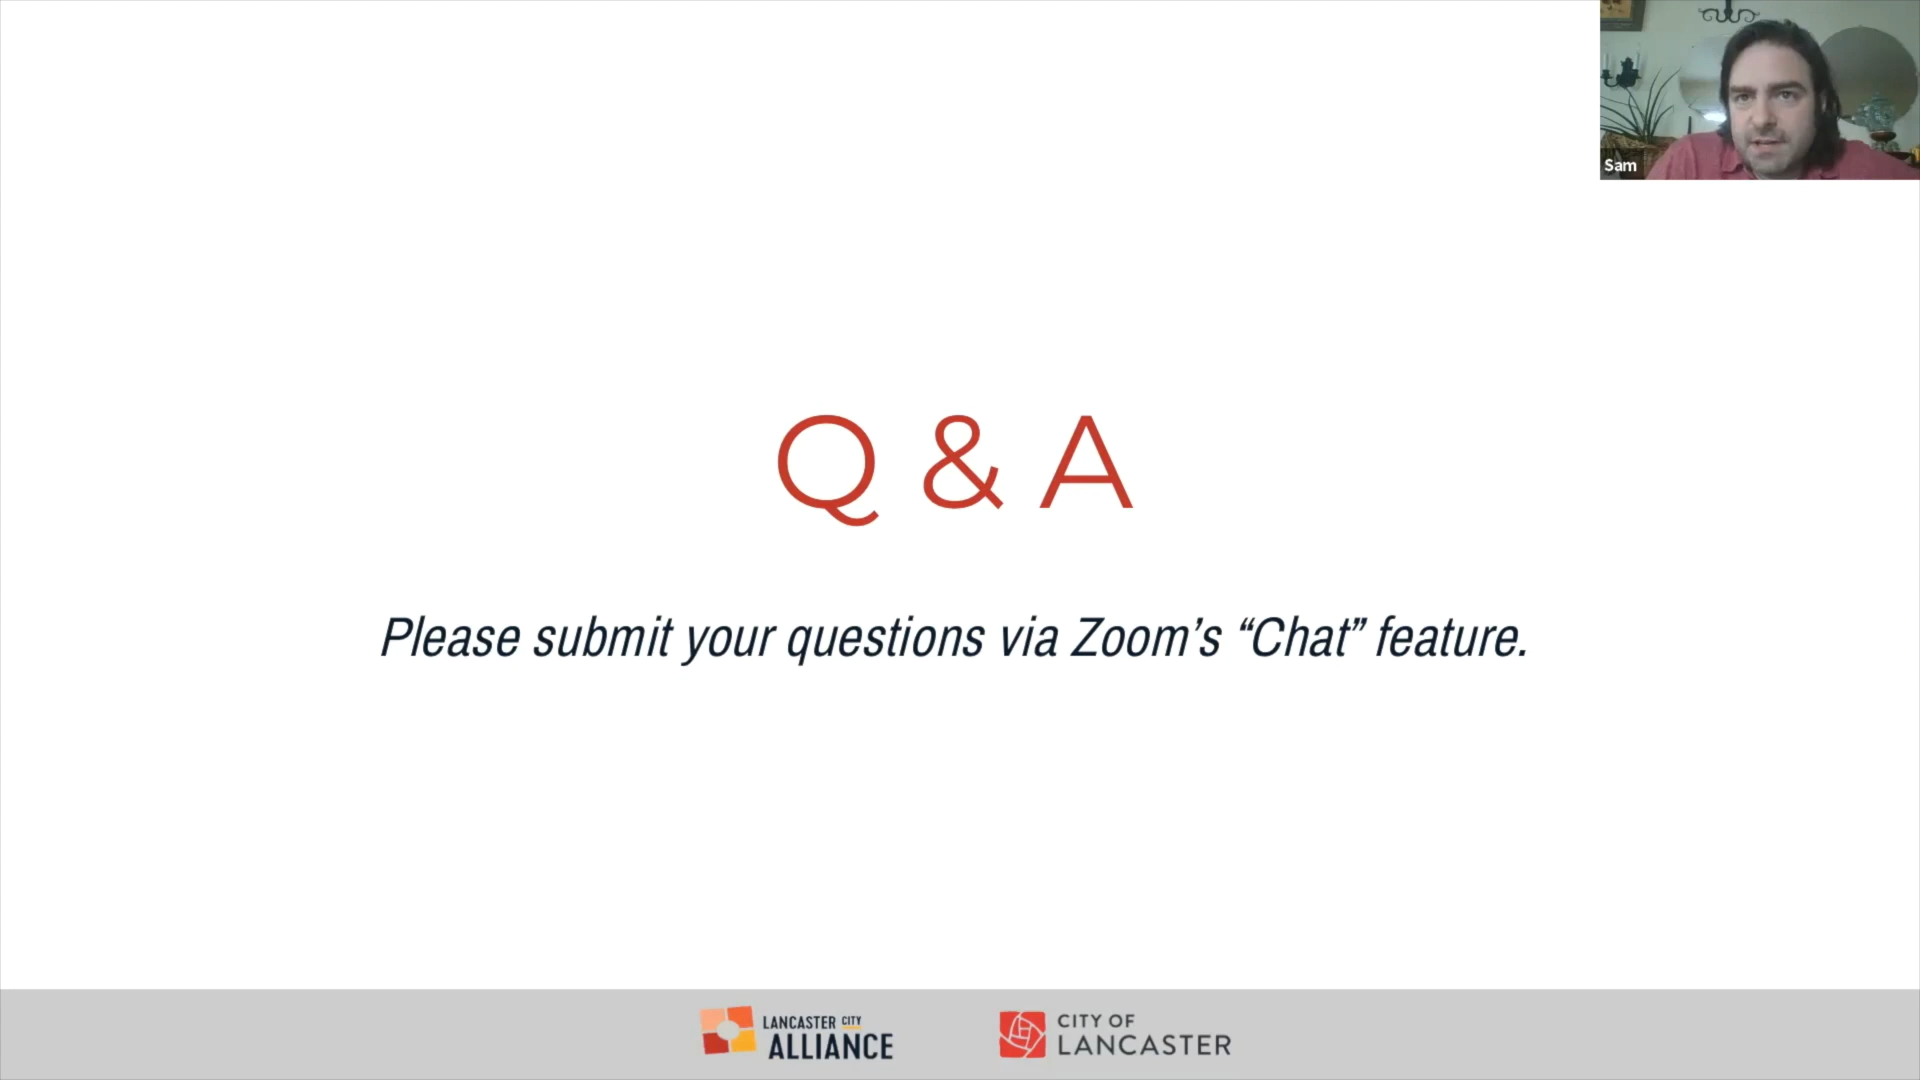 Sam
Q & A
Please submit your questions via Zoom’s “Chat” feature.
LANCASTER CITY
ALLIANCE
CITY OF
LANCASTER